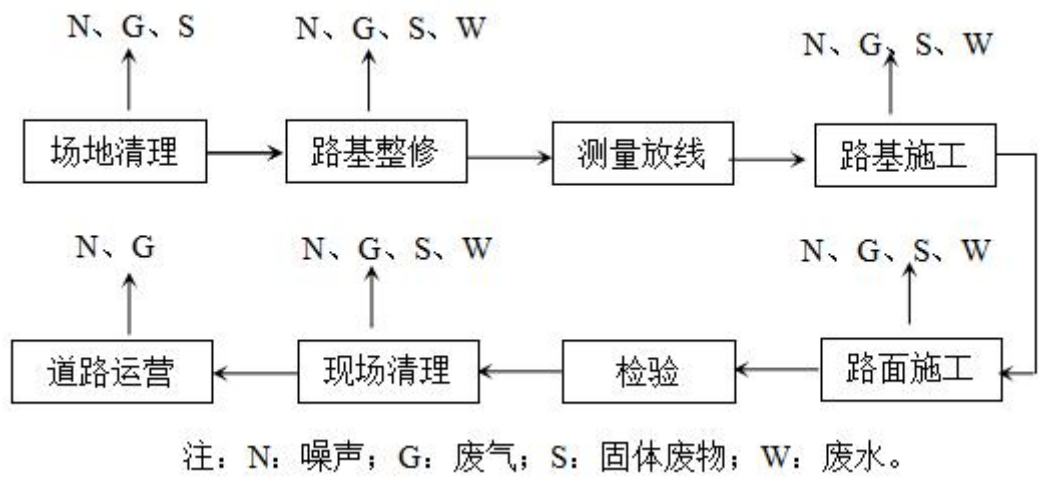 N、G、S
N、G、S、W
N、G、S、W
场地清理
路基整修
测量放线
路基施工
N、G
N、G、S、W
N、G、S、W
道路运营
现场清理
检验
路面施工
注：N：噪声；G：废气；S：固体废物；W：废水。